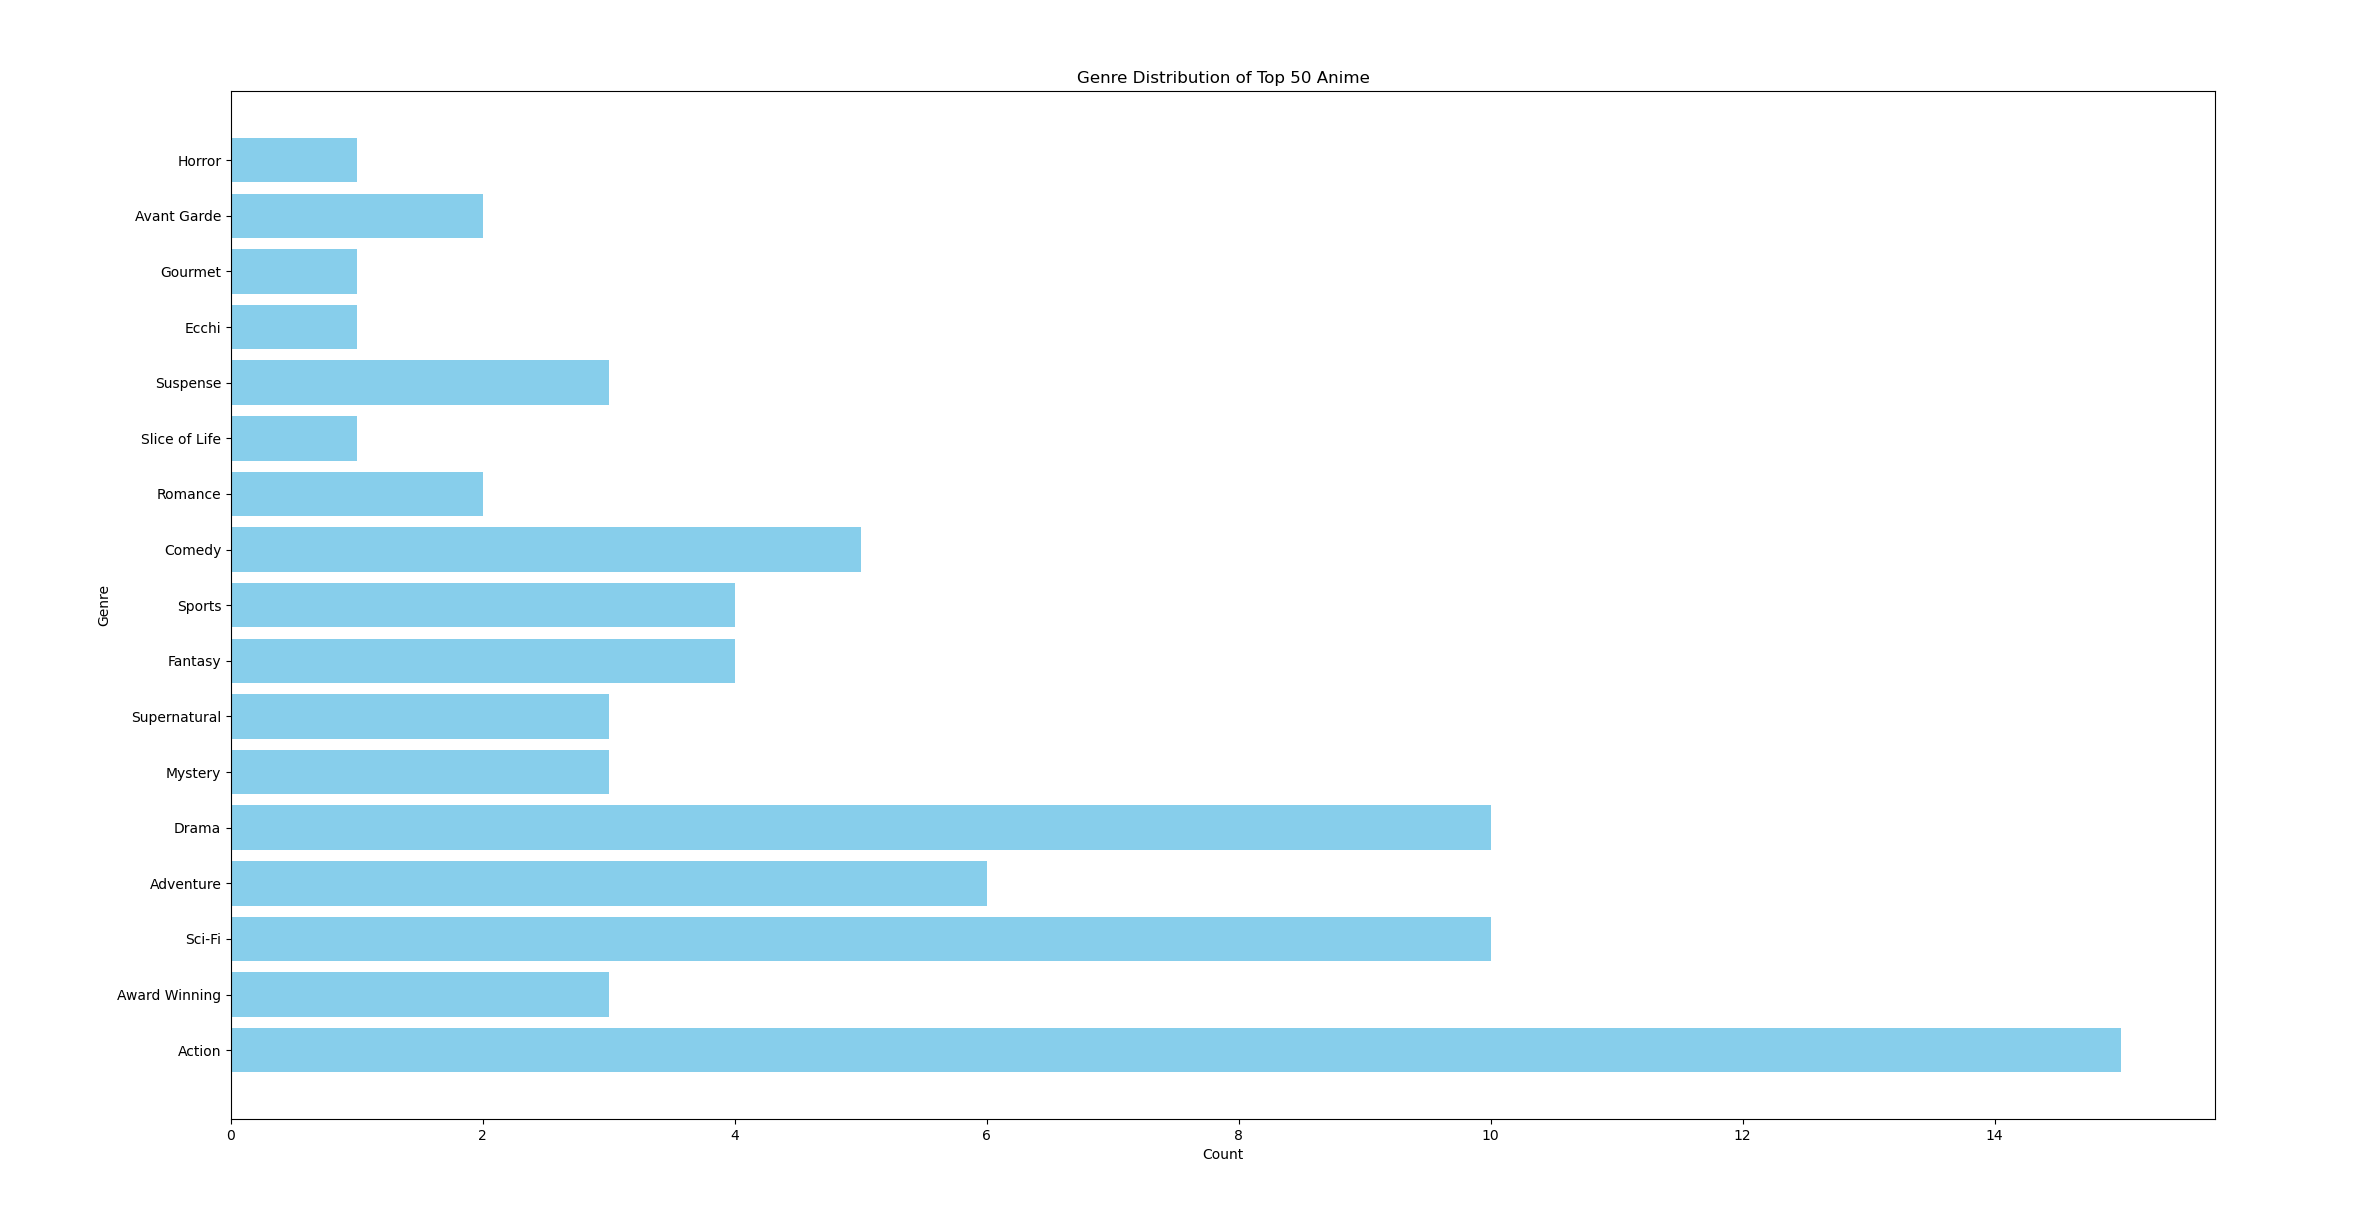 Genre Distribution of Top 50 Anime
Horror
Avant Garde
Gourmet
Ecchi
Suspense
Slice of Life
Romance
Comedy
Sports
Genre
Fantasy
Supernatural
Mystery
Drama
Adventure
Sci-Fi
Award Winning
Action
0 2 4 6 8 10 12 14
Count